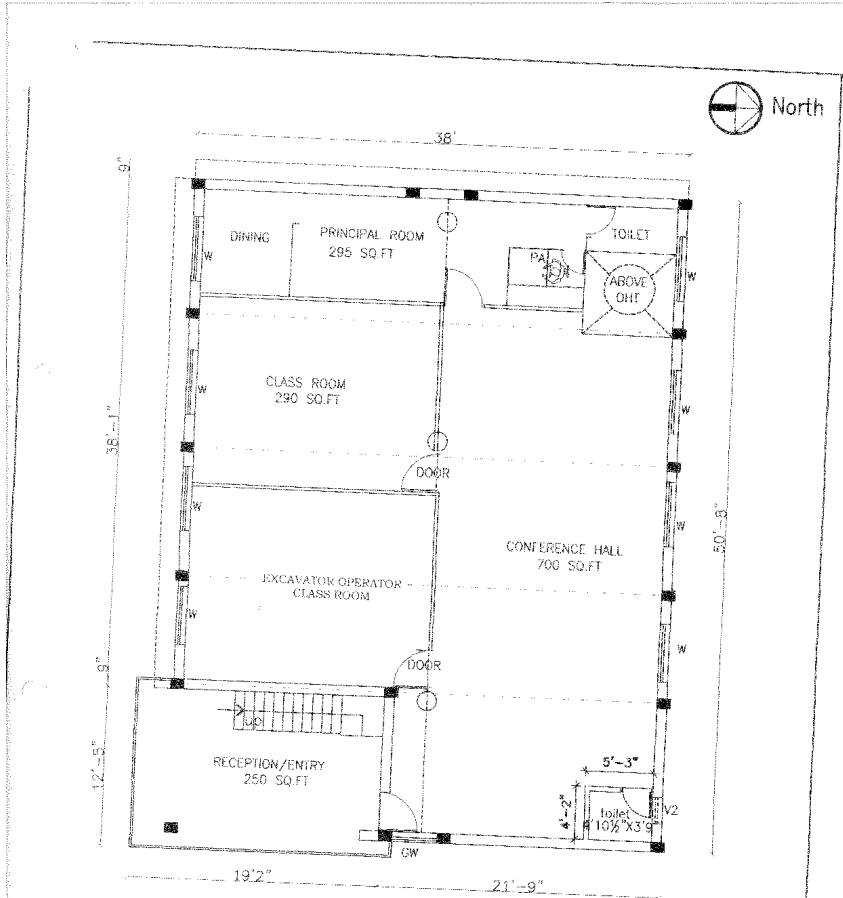 North
38'
9"
DINING
PRINCIPAL ROOM
295 SQ.FT
TOILET
W
PA
W
ABOVE
OHT
CLASS ROOM
290 SQ.FT
W
W
38'-1"
DOOR
50'-8"
CONFERENCE HALL
700 SQ.FT
W
W
EXCAVATOR OPERATOR
CLASS ROOM
W
W
DOOR
9"
up
RECEPTION/ENTRY
250 SQ.FT
12'-5"
5'-3"
4'-2"
toilet
4'10½"X3'9
V2
GW
19'2"
21'-9"